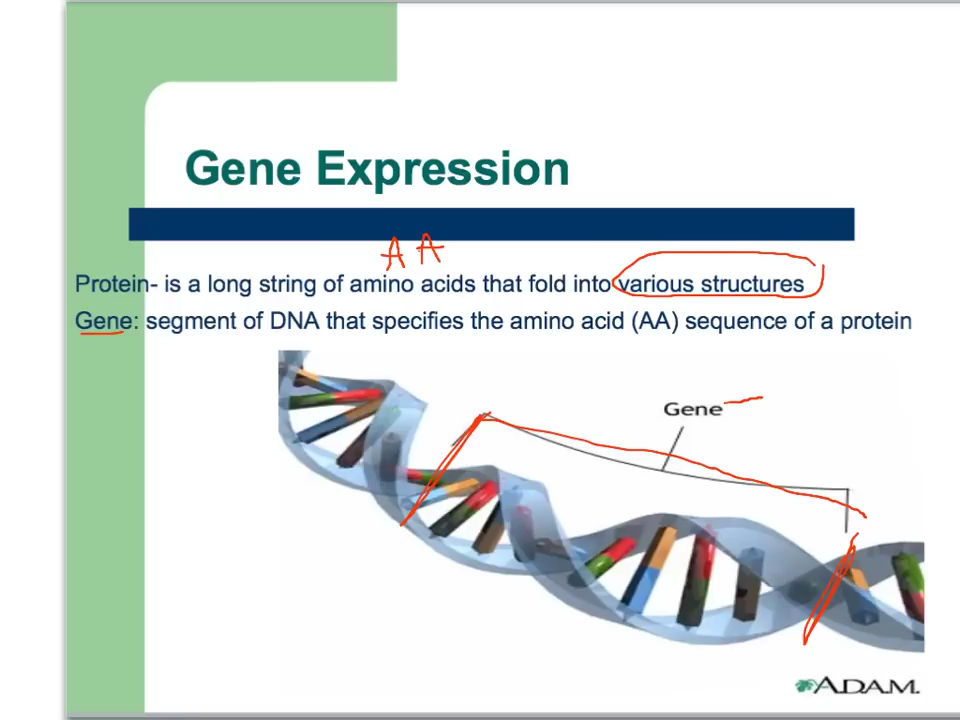 Gene Expression
A A
Protein- is a long string of amino acids that fold into various structures
Gene: segment of DNA that specifies the amino acid (AA) sequence of a protein
Gene
A.D.A.M.